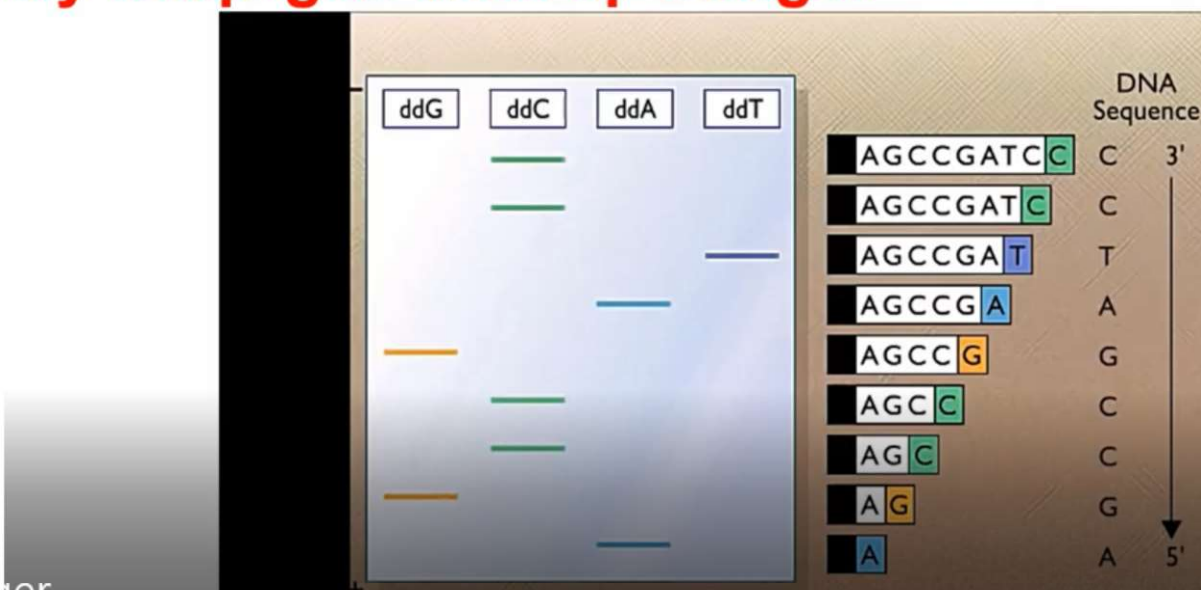 ddG ddC ddA ddT
DNA
Sequence
AGCCGATCC C 3'
AGCCGATC C
AGCCGAT T
AGCCGA A
AGCCG G
AGCC C
AGC C
AG G
A A 5'